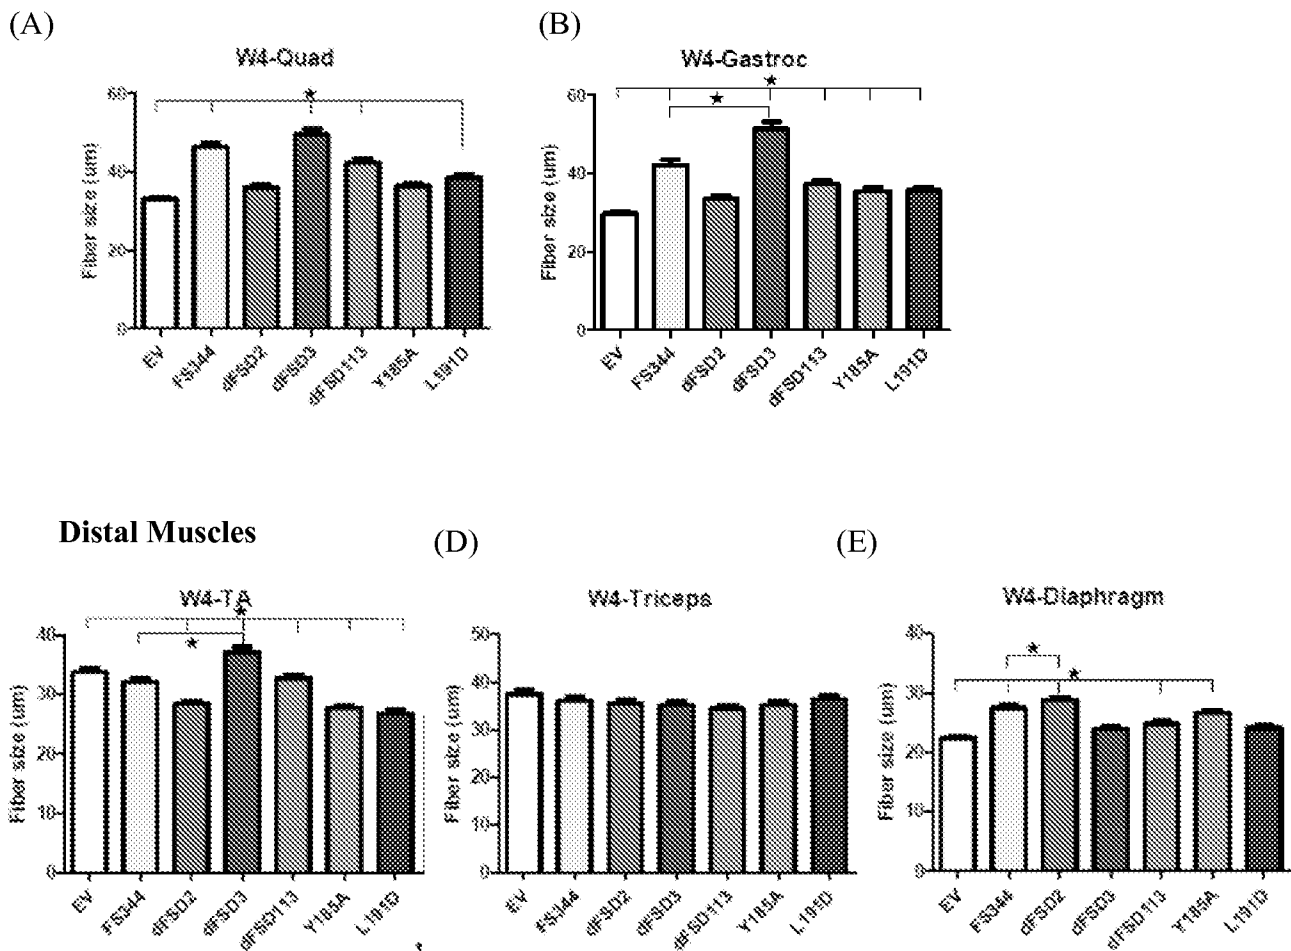 (A)
W4-Quad
Fiber size (um)
60
40
20
0
EV
FS344
dFSD2
dFSD3
dFSD113
Y185A
L191D
(B)
W4-Gastroc
Fiber size (um)
60
40
20
0
EV
FS344
dFSD2
dFSD3
dFSD113
Y185A
L191D
Distal Muscles
W4-TA
Fiber size (um)
40
30
20
10
0
EV
FS344
dFSD2
dFSD3
dFSD113
Y185A
L191D
(D)
W4-Triceps
Fiber size (um)
50
40
30
20
10
0
EV
FS344
dFSD2
dFSD3
dFSD113
Y185A
L191D
(E)
W4-Diaphragm
Fiber size (um)
40
30
20
10
0
EV
FS344
dFSD2
dFSD3
dFSD113
Y185A
L191D